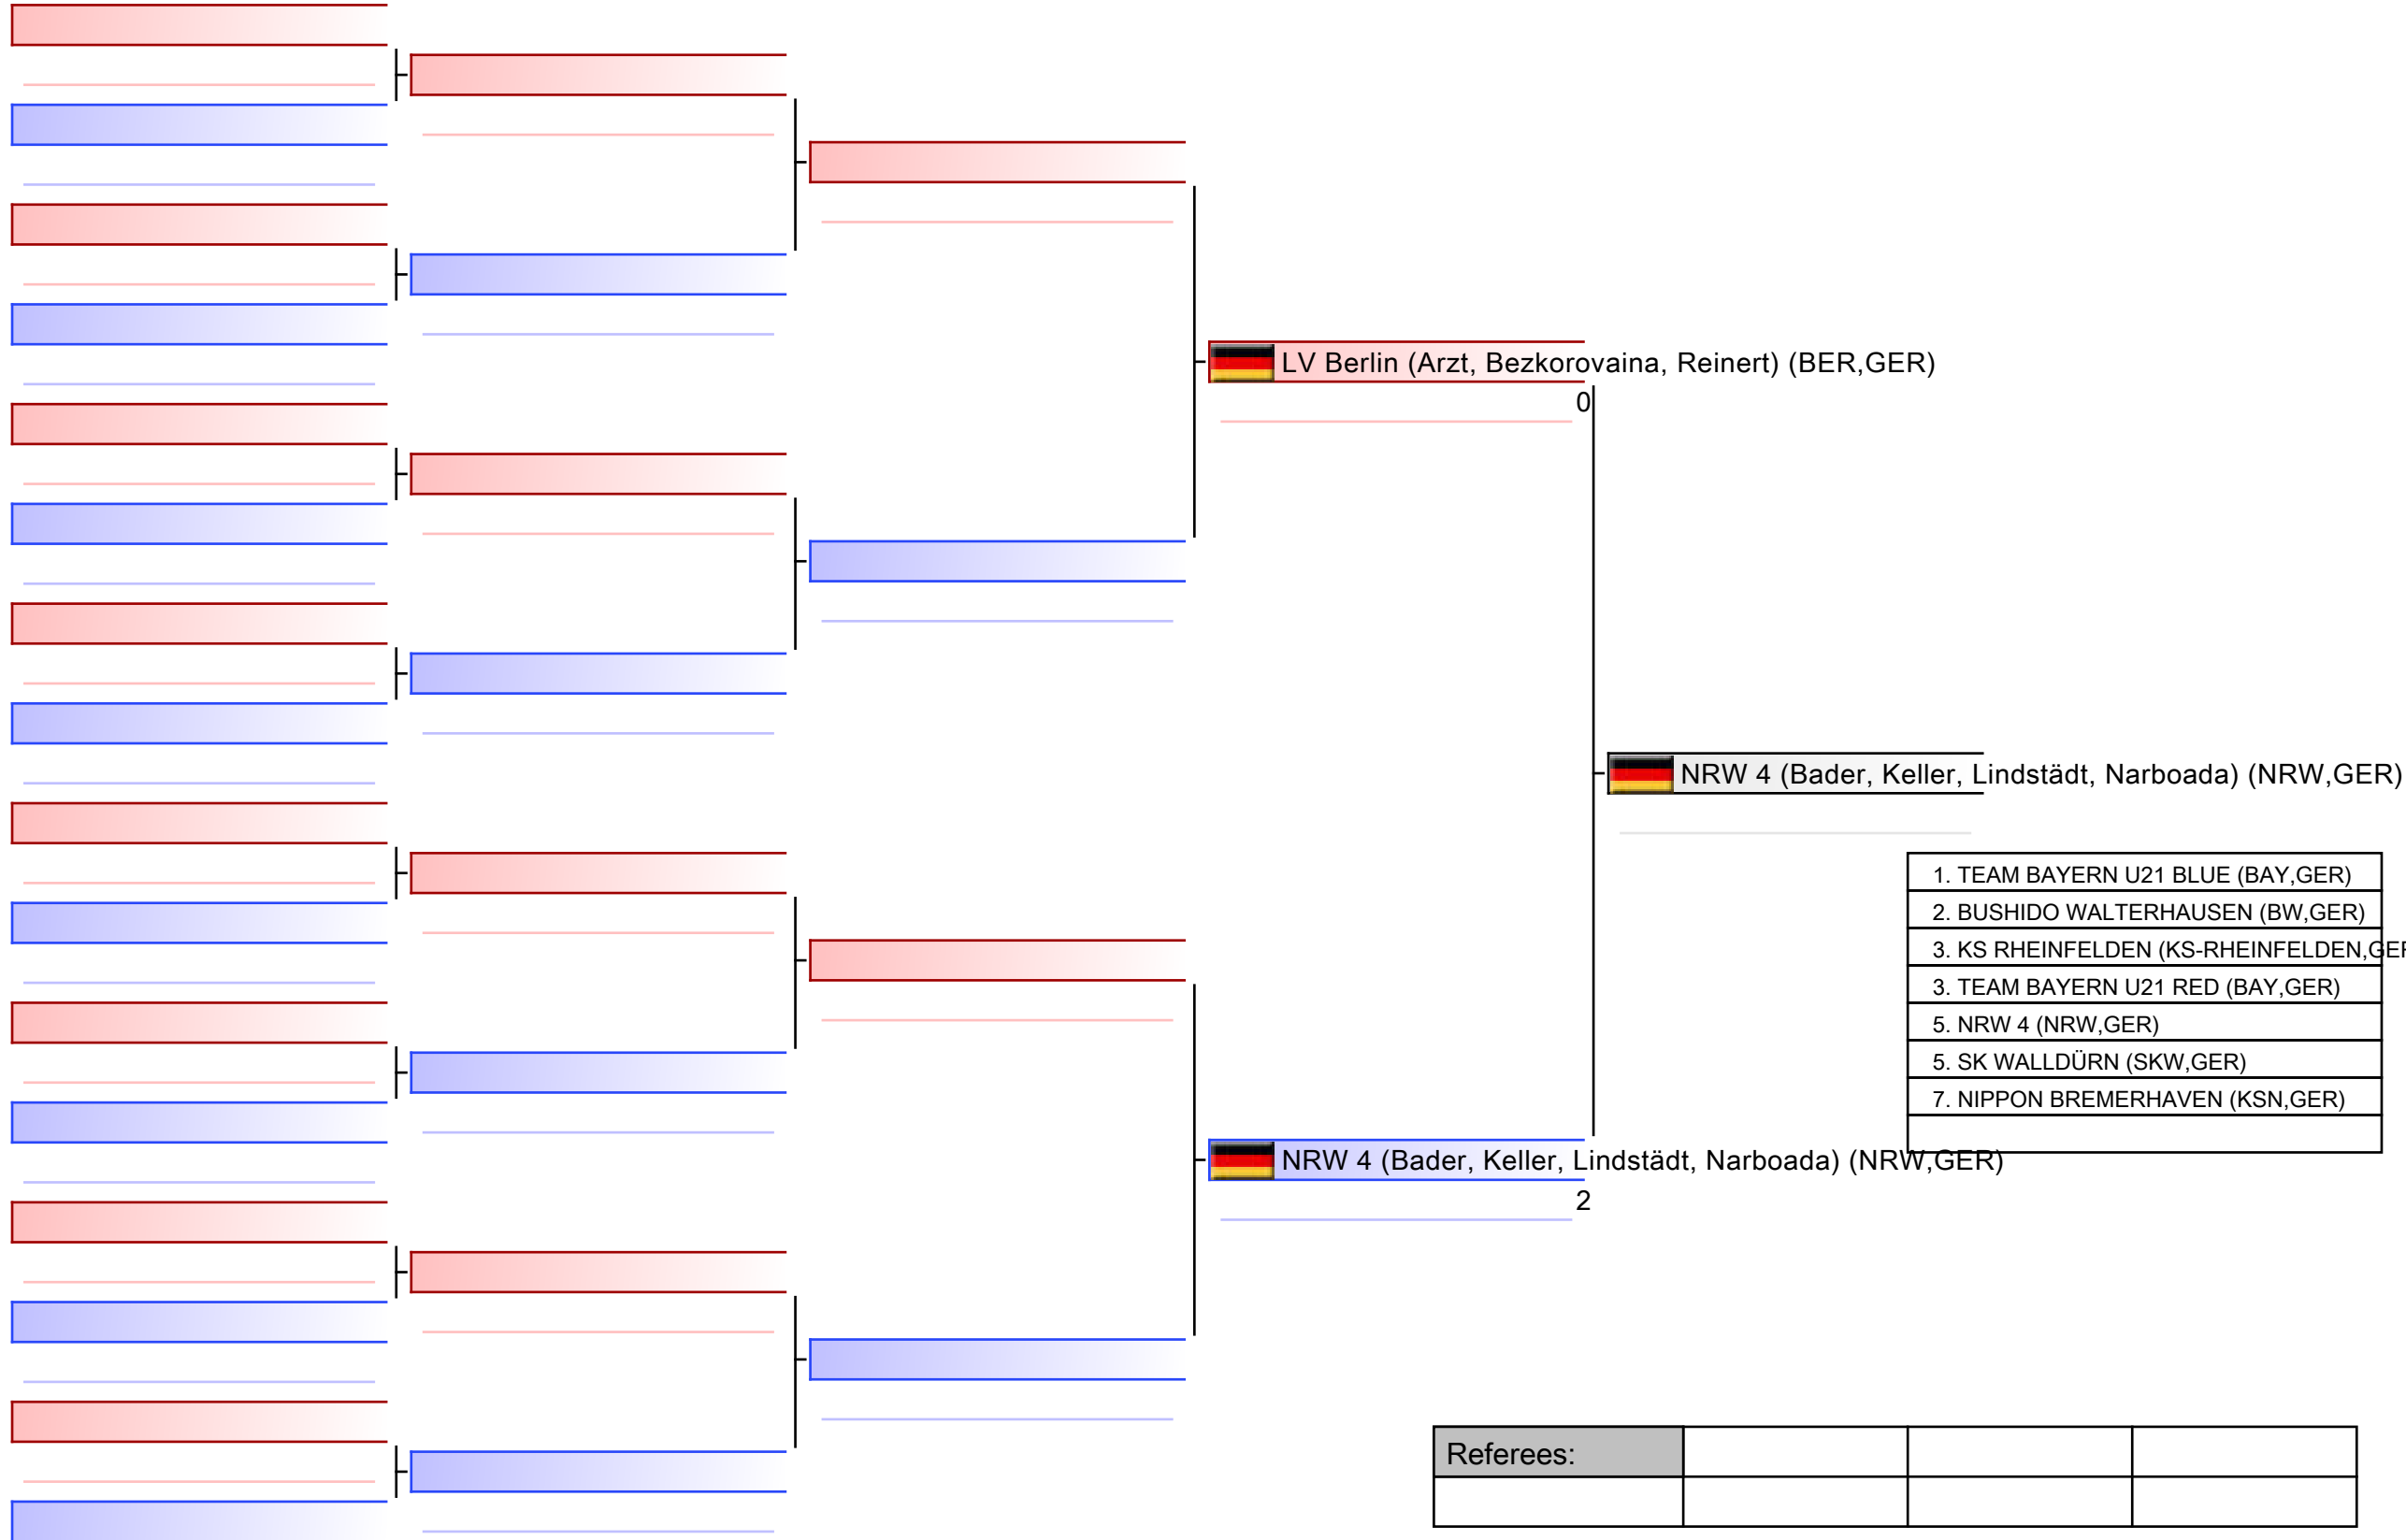 LV Berlin (Arzt, Bezkorovaina, Reinert) (BER,GER)
0
NRW 4 (Bader, Keller, Lindstädt, Narboada) (NRW,GER)
1. TEAM BAYERN U21 BLUE (BAY,GER)
2. BUSHIDO WALTERHAUSEN (BW,GER)
3. KS RHEINFELDEN (KS-RHEINFELDEN,GER
3. TEAM BAYERN U21 RED (BAY,GER)
5. NRW 4 (NRW,GER)
5. SK WALLDÜRN (SKW,GER)
7. NIPPON BREMERHAVEN (KSN,GER)
NRW 4 (Bader, Keller, Lindstädt, Narboada) (NRW,GER)
2
Referees: